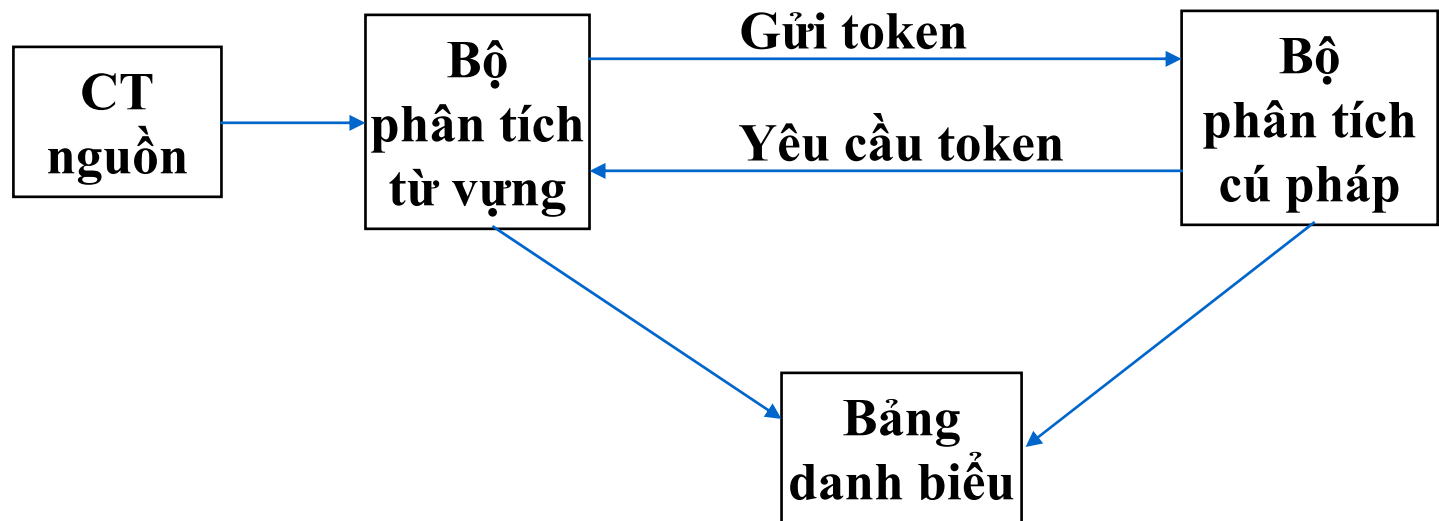 CT
nguồn
Bộ
phân tích
từ vựng
Gửi token
Yêu cầu token
Bộ
phân tích
cú pháp
Bảng
danh biểu